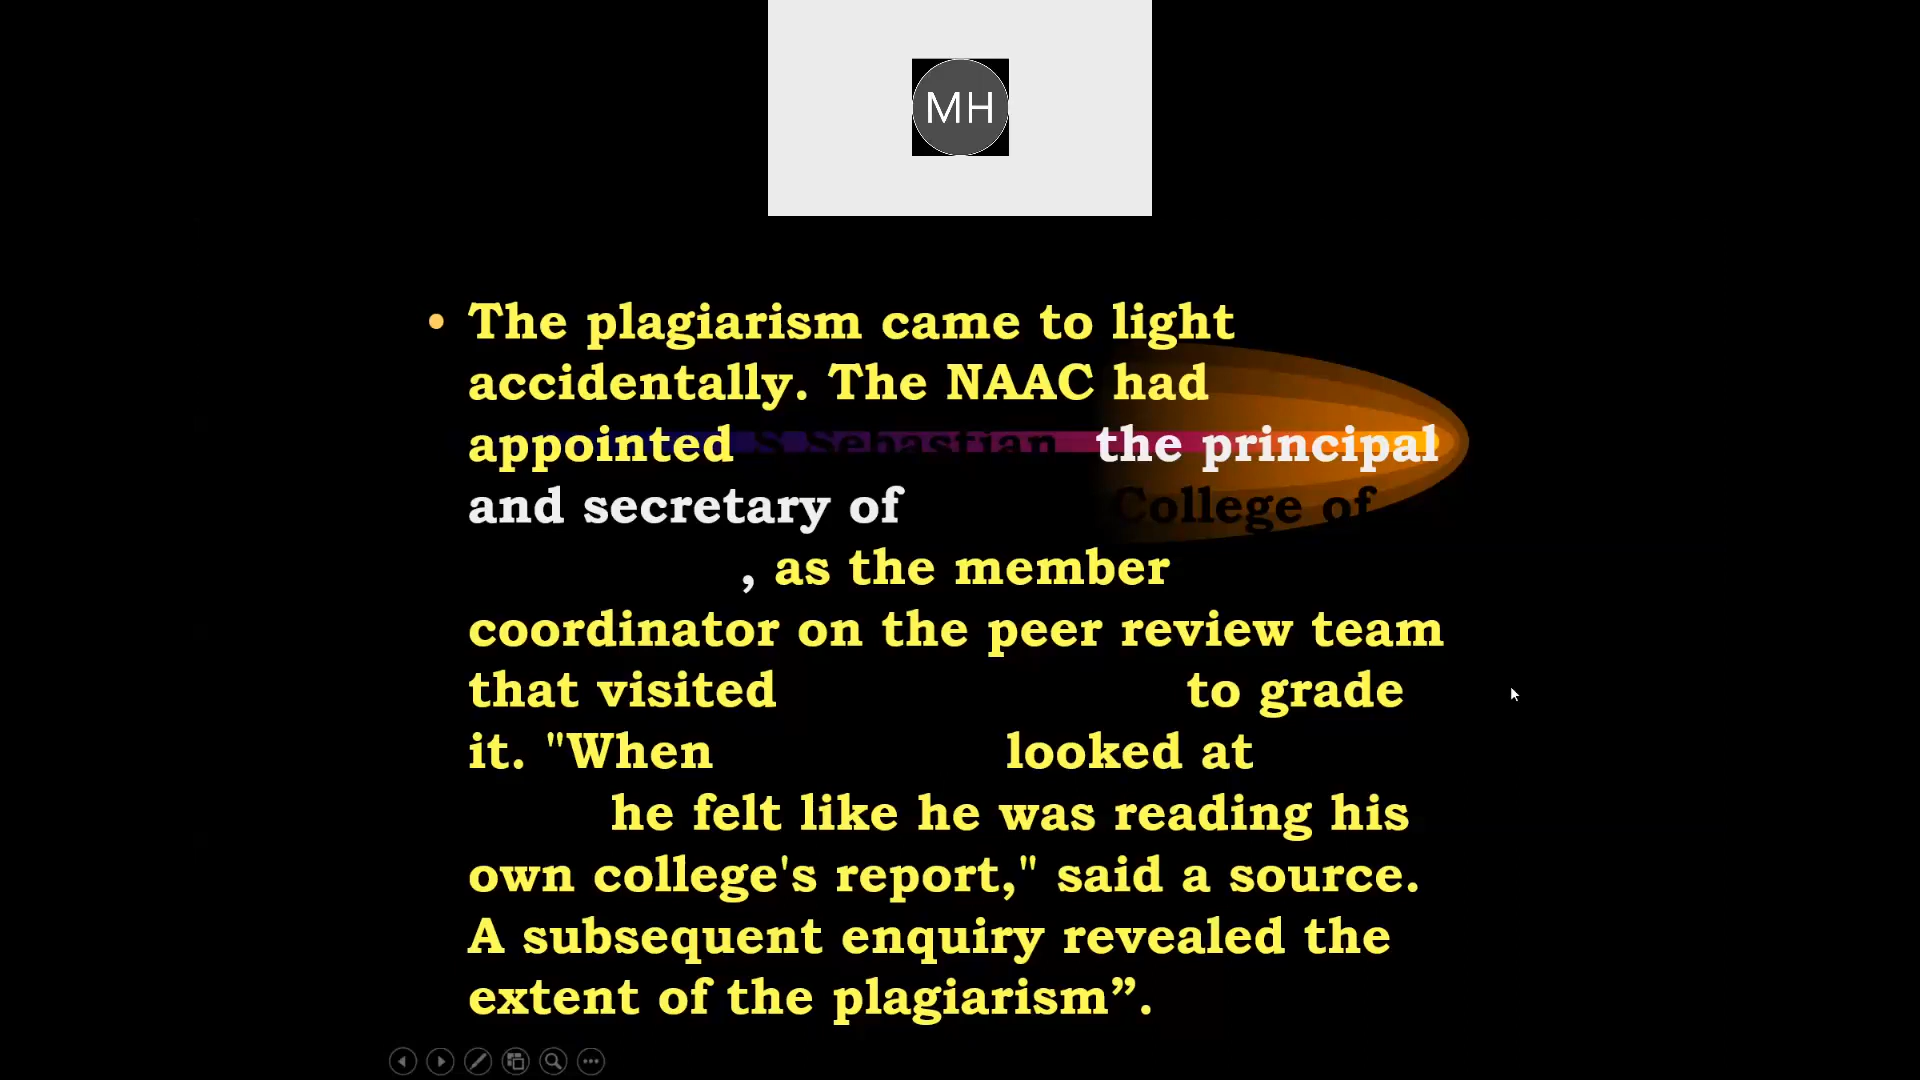 MH
• The plagiarism came to light
accidentally. The NAAC had
appointed S Sebastian the principal
and secretary of College of
, as the member
coordinator on the peer review team
that visited to grade
it. "When looked at
he felt like he was reading his
own college's report," said a source.
A subsequent enquiry revealed the
extent of the plagiarism”.